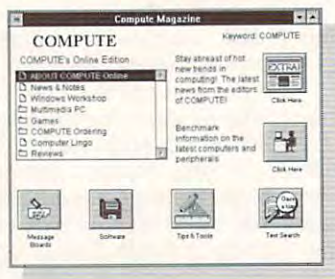 Compute Magazine
COMPUTE
Keyword: COMPUTE
COMPUTE's Online Edition
ABOUT COMPUTE Online
News & Notes
Windows Workshop
Multimedia PC
Games
COMPUTE Ordering
Computer Lingo
Reviews
Stay abreast of hot
new trends in
computing! The latest
news from the editors
of COMPUTE!
EXTRA!
Click Here
Benchmark
information on the
latest computers and
peripherals
Click Here
Message
Boards
Software
Tips & Tools
Text Search